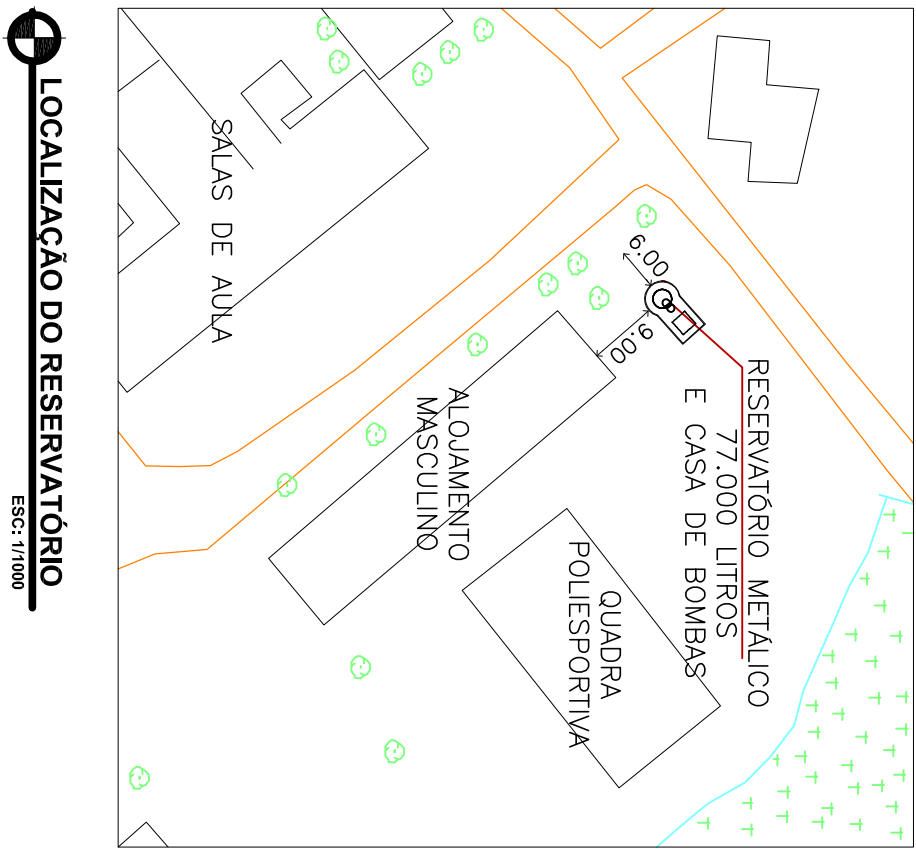 RESERVATÓRIO METÁLICO
77.000 LITROS
E CASA DE BOMBAS
6.00
9.00
QUADRA
POLIESPORTIVA
ALOJAMENTO
MASCULINO
SALAS DE AULA
LOCALIZAÇÃO DO RESERVATÓRIO
ESC: 1/1000